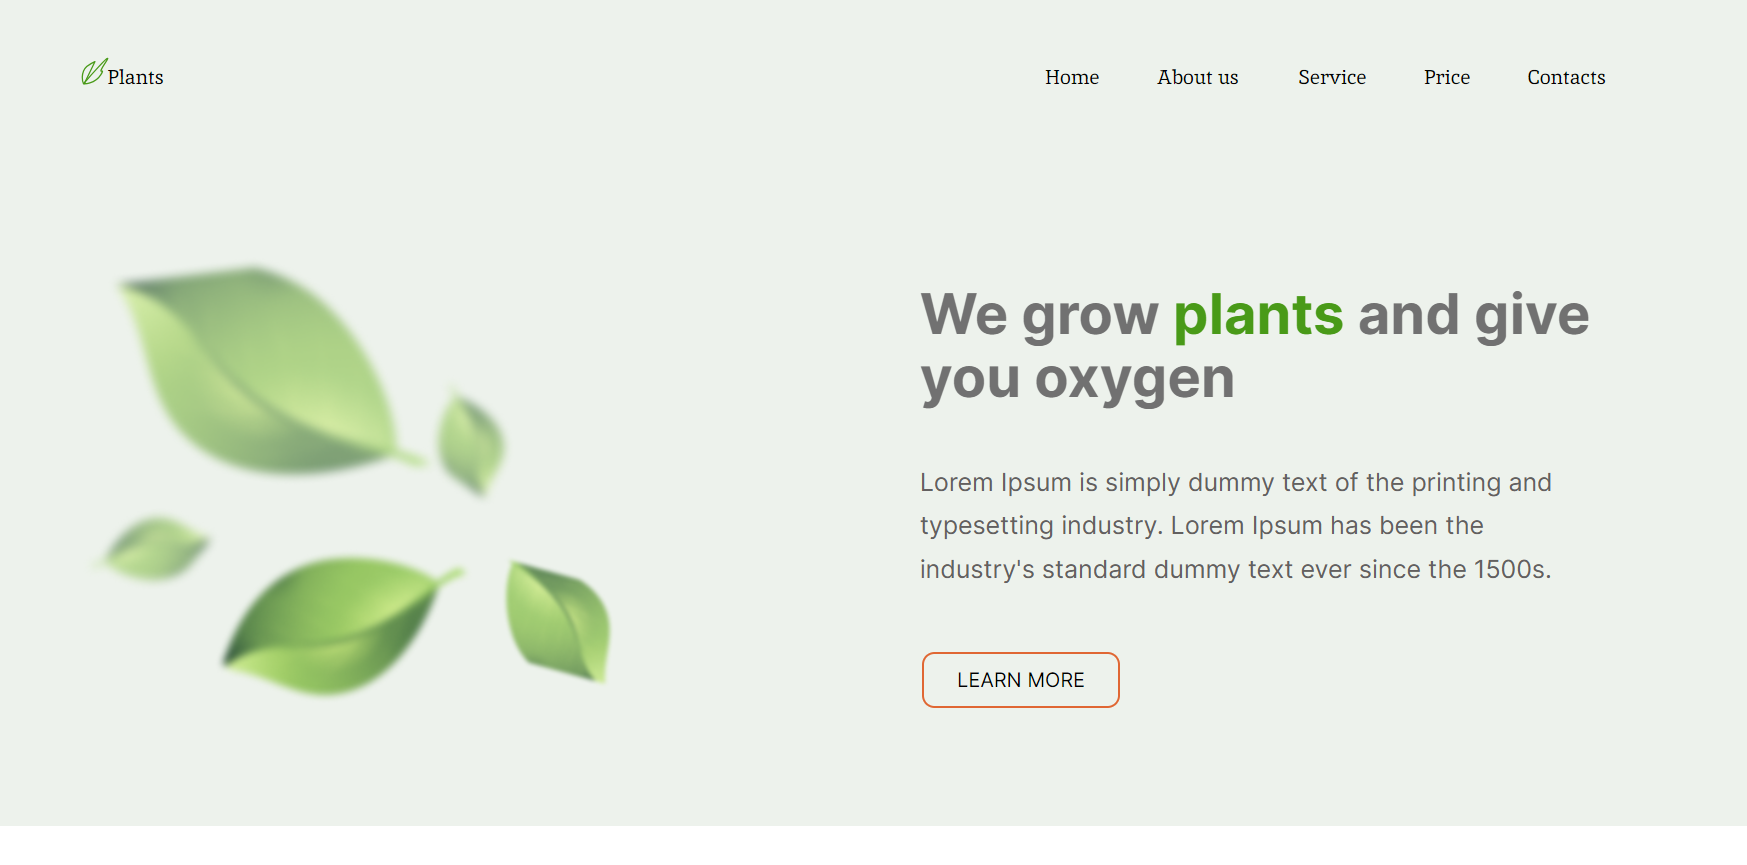 Plants
Home About us Service Price Contacts
We grow plants and give
you oxygen
Lorem Ipsum is simply dummy text of the printing and
typesetting industry. Lorem Ipsum has been the
industry's standard dummy text ever since the 1500s.
LEARN MORE